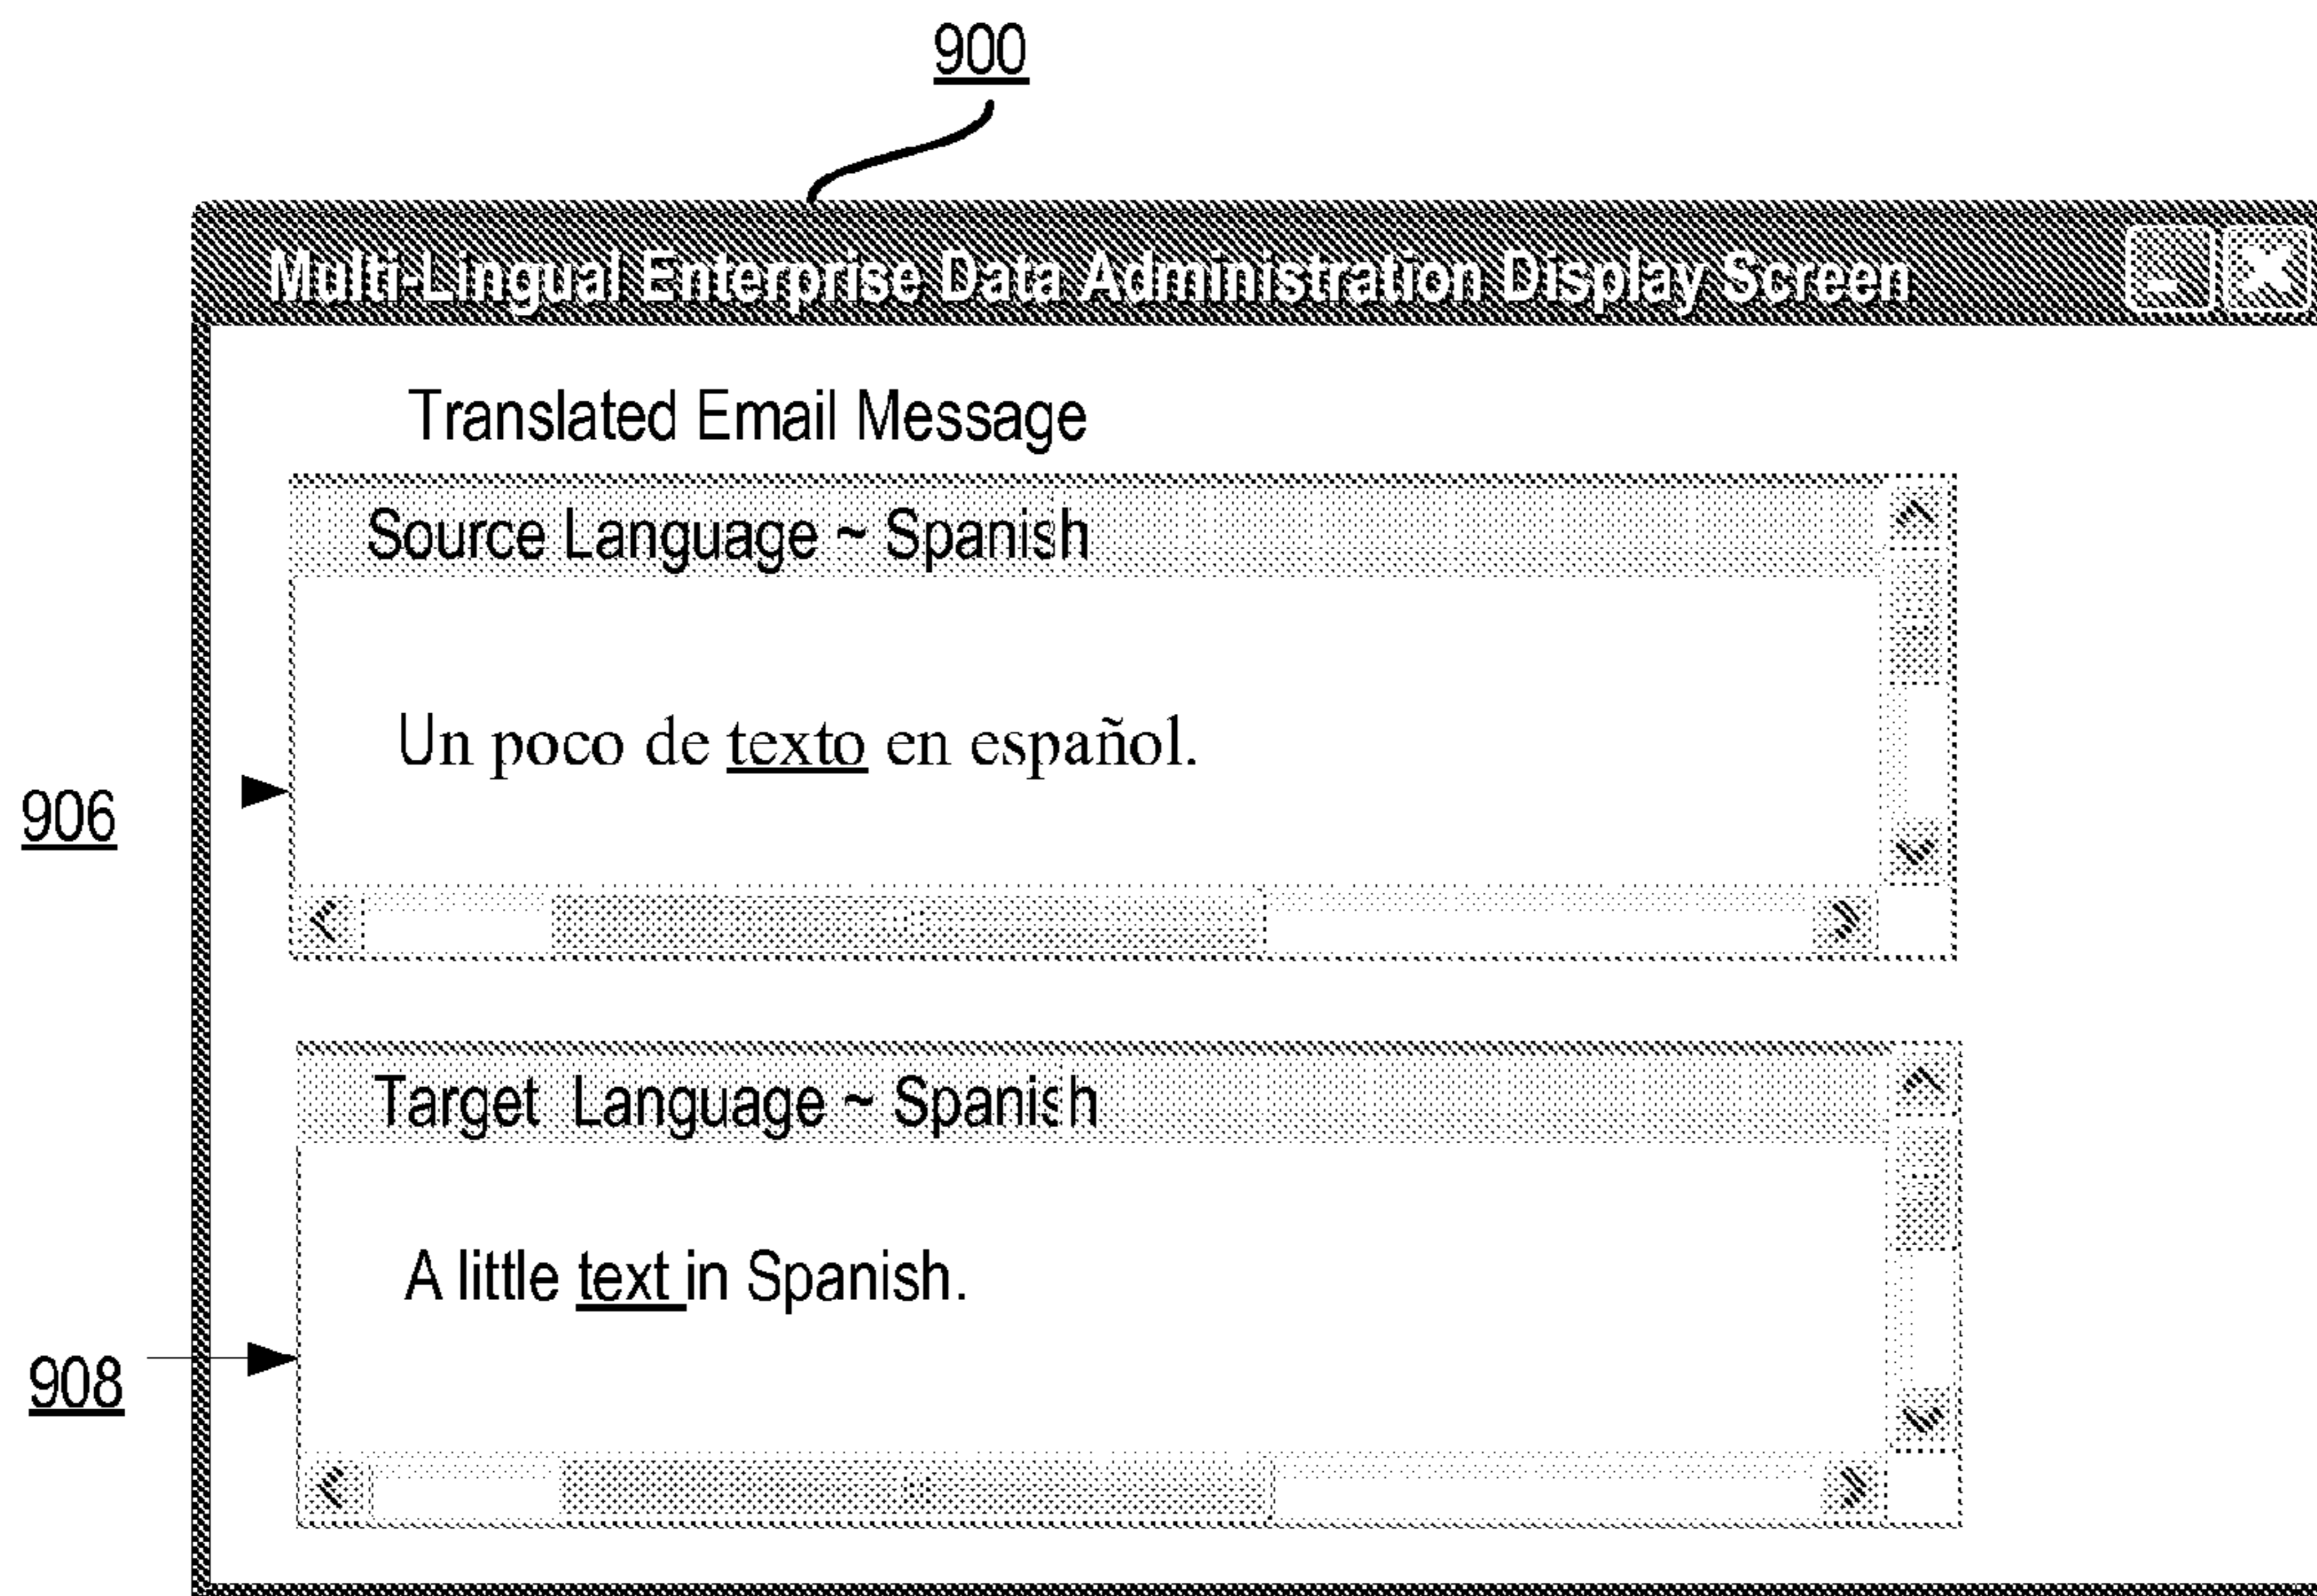 900
Multi-Lingual Enterprise Data Administration Display Screen
Translated Email Message
Source Language ~ Spanish
Un poco de texto en español.
906
Target Language ~ Spanish
A little text in Spanish.
908